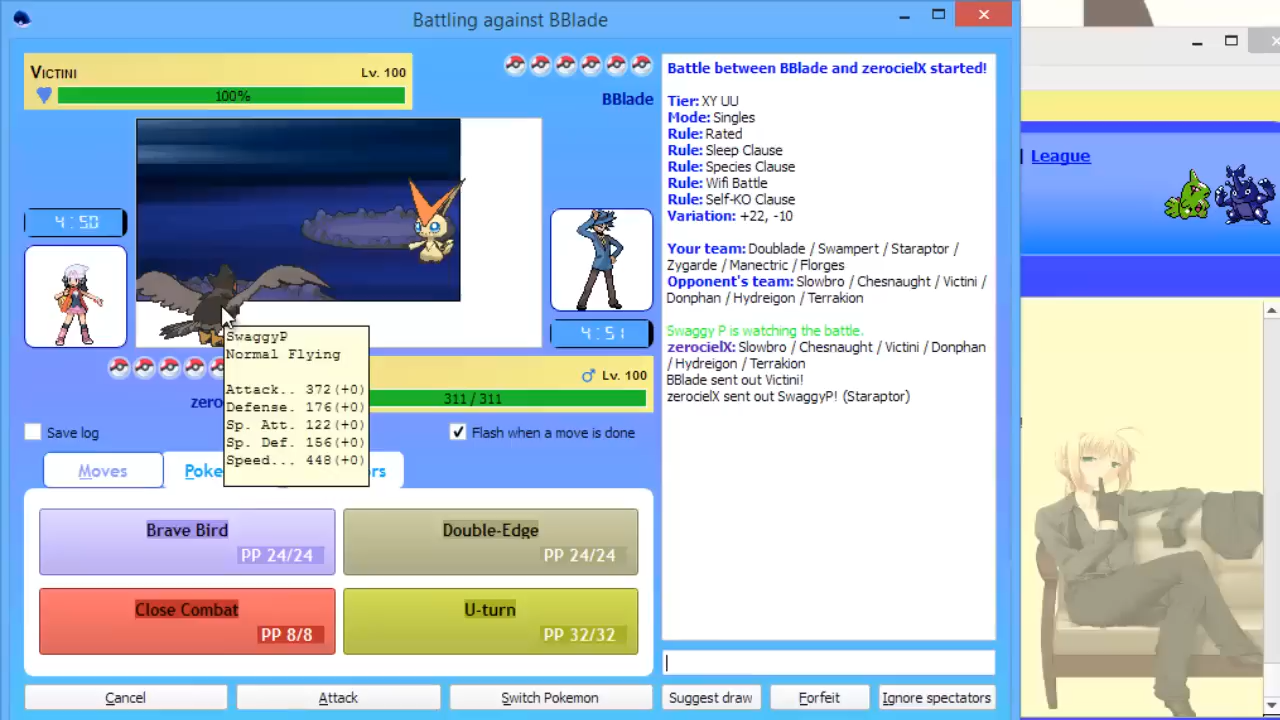 Battling against BBlade
VICTINI
Lv. 100
100%
BBlade
4:50
4:51
SwaggyP
Normal Flying
Attack.. 372(+0)
Defense. 176(+0)
Sp. Att. 122(+0)
Sp. Def. 156(+0)
Speed... 448(+0)
Lv. 100
311 / 311
zero
Save log
Flash when a move is done
Moves
Poke
rs
Brave Bird
PP 24/24
Double-Edge
PP 24/24
Close Combat
PP 8/8
U-turn
PP 32/32
Cancel
Attack
Switch Pokemon
Battle between BBlade and zerocielX started!
Tier: XY UU
Mode: Singles
Rule: Rated
Rule: Sleep Clause
Rule: Species Clause
Rule: Wifi Battle
Rule: Self-KO Clause
Variation: +22, -10
Your team: Doublade / Swampert / Staraptor /
Zygarde / Manectric / Florges
Opponent's team: Slowbro / Chesnaught / Victini /
Donphan / Hydreigon / Terrakion
Swaggy P is watching the battle.
zerocielX: Slowbro / Chesnaught / Victini / Donphan
/ Hydreigon / Terrakion
BBlade sent out Victini!
zerocielX sent out SwaggyP! (Staraptor)
Suggest draw
Forfeit
Ignore spectators
| League